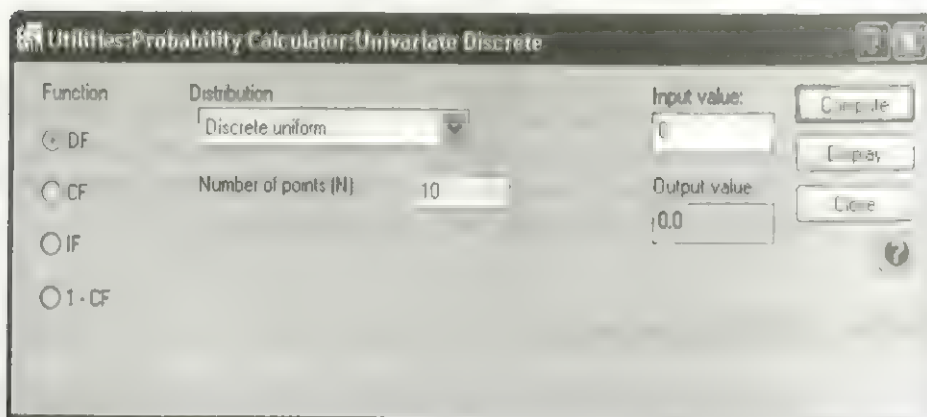 Utilities:Probability Calculator:Univariate Discrete
Function
Distribution
Input value:
Compute
DF
Discrete uniform
0
Display
CF
Number of points (N)
10
Output value
Close
0.0
IF
?
1 - CF